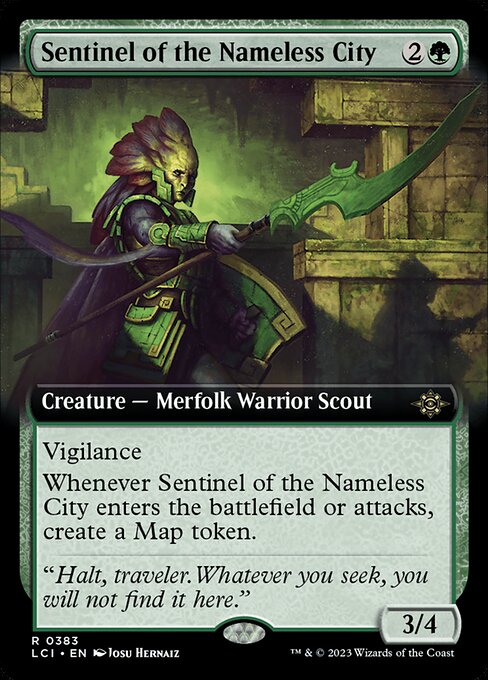 Sentinel of the Nameless City 2
Creature — Merfolk Warrior Scout
Vigilance
Whenever Sentinel of the Nameless
City enters the battlefield or attacks,
create a Map token.
“Halt, traveler. Whatever you seek, you
will not find it here.”
3/4
R 0383
LCI • EN Josu Hernaiz
™ & © 2023 Wizards of the Coast